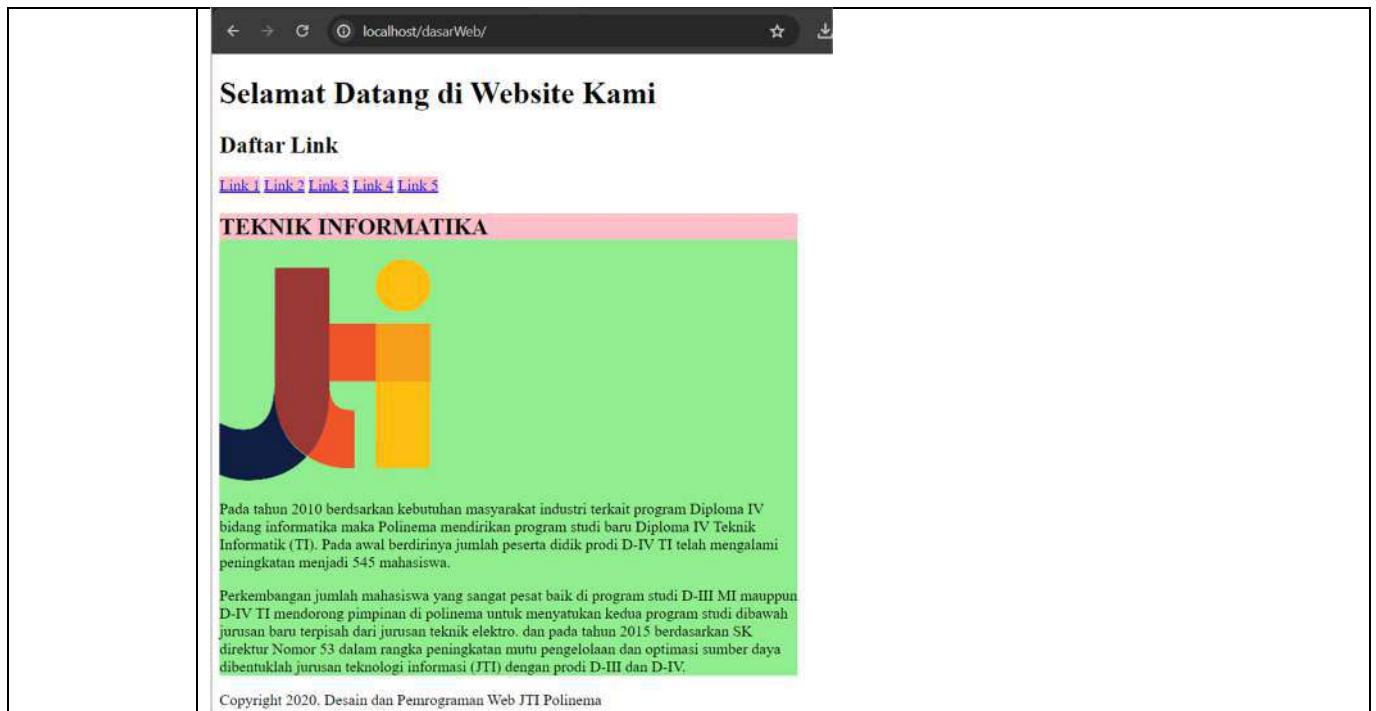 localhost/dasarWeb/
Selamat Datang di Website Kami
Daftar Link
Link 1 Link 2 Link 3 Link 4 Link 5
TEKNIK INFORMATIKA
Jti
Pada tahun 2010 berdsarkan kebutuhan masyarakat industri terkait program Diploma IV
bidang informatika maka Polinema mendirikan program studi baru Diploma IV Teknik
Informatik (TI). Pada awal berdirinya jumlah peserta didik prodi D-IV TI telah mengalami
peningkatan menjadi 545 mahasiswa.
Perkembangan jumlah mahasiswa yang sangat pesat baik di program studi D-III MI mauppun
D-IV TI mendorong pimpinan di polinema untuk menyatukan kedua program studi dibawah
jurusan baru terpisah dari jurusan teknik elektro. dan pada tahun 2015 berdasarkan SK
direktur Nomor 53 dalam rangka peningkatan mutu pengelolaan dan optimasi sumber daya
dibentuklah jurusan teknologi informasi (JTI) dengan prodi D-III dan D-IV.
Copyright 2020. Desain dan Pemrograman Web JTI Polinema